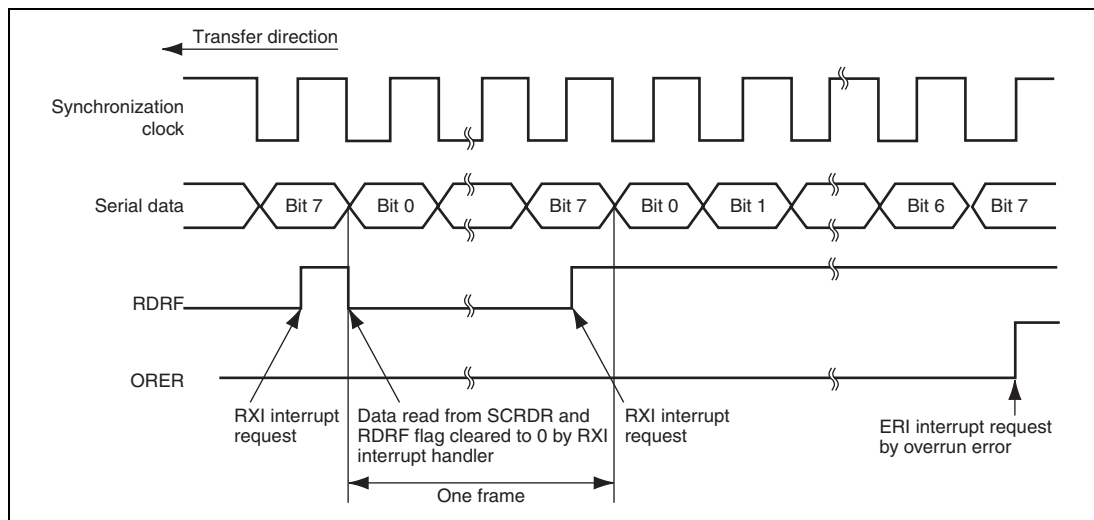 Transfer direction
Synchronization
clock
Serial data
Bit 7
Bit 0
Bit 7
Bit 0
Bit 1
Bit 6
Bit 7
RDRF
ORER
RXI interrupt
request
Data read from SCRDR and
RDRF flag cleared to 0 by RXI
interrupt handler
RXI interrupt
request
ERI interrupt request
by overrun error
One frame